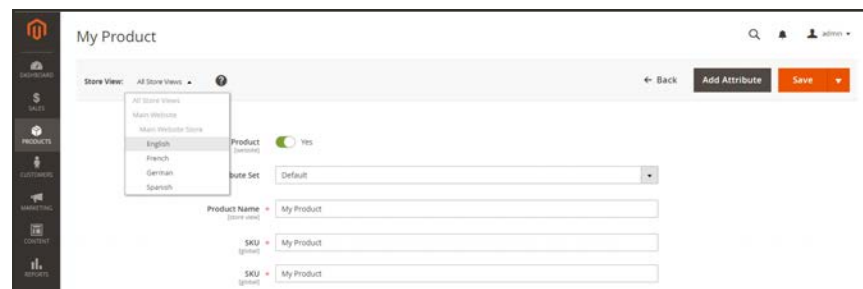 My Product
admin
DASHBOARD
SALES
PRODUCTS
CUSTOMERS
MARKETING
CONTENT
REPORTS
Store View: All Store Views ?
← Back Add Attribute Save
All Store Views
Main Website
Main Website Store
English
French
German
Spanish
Product Yes
[website]
bute Set Default
Product Name * My Product
[store view]
SKU * My Product
[global]
SKU * My Product
[global]